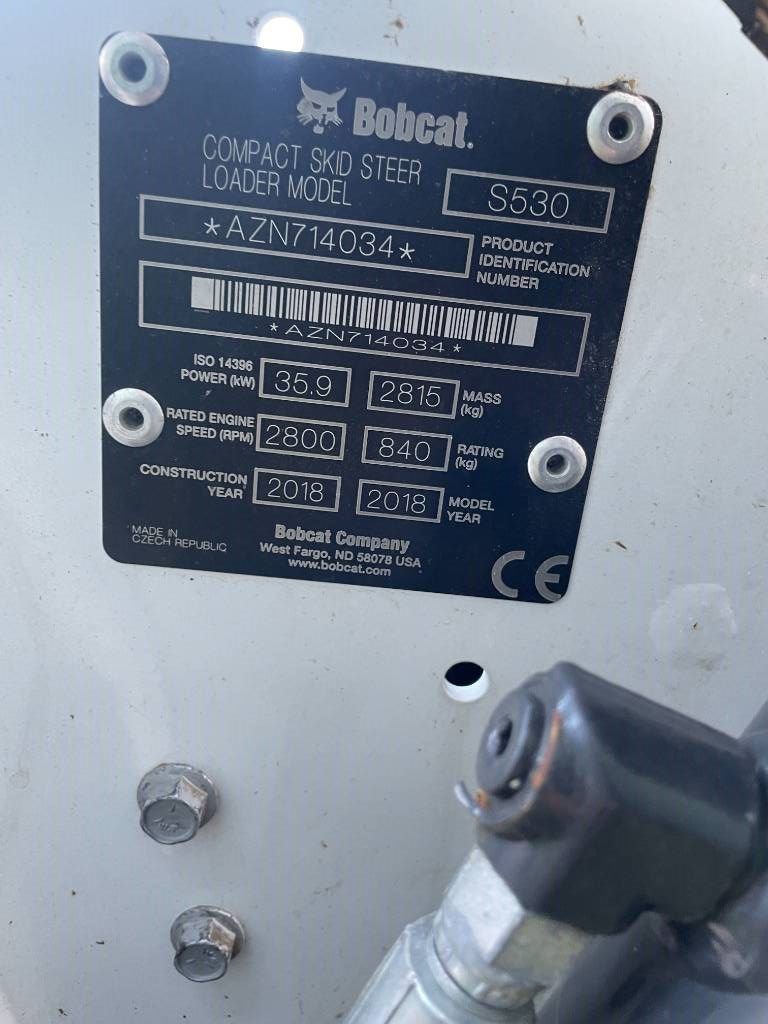 Bobcat.
COMPACT SKID STEER
LOADER MODEL
S530
*AZN714034*
PRODUCT
IDENTIFICATION
NUMBER
*AZN714034*
ISO 14396
POWER (kW)
35.9
2815
MASS
(kg)
RATED ENGINE
SPEED (RPM)
2800
840
RATING
(kg)
CONSTRUCTION
YEAR
2018
2018
MODEL
YEAR
MADE IN
CZECH REPUBLIC
Bobcat Company
West Fargo, ND 58078 USA
www.bobcat.com
CE